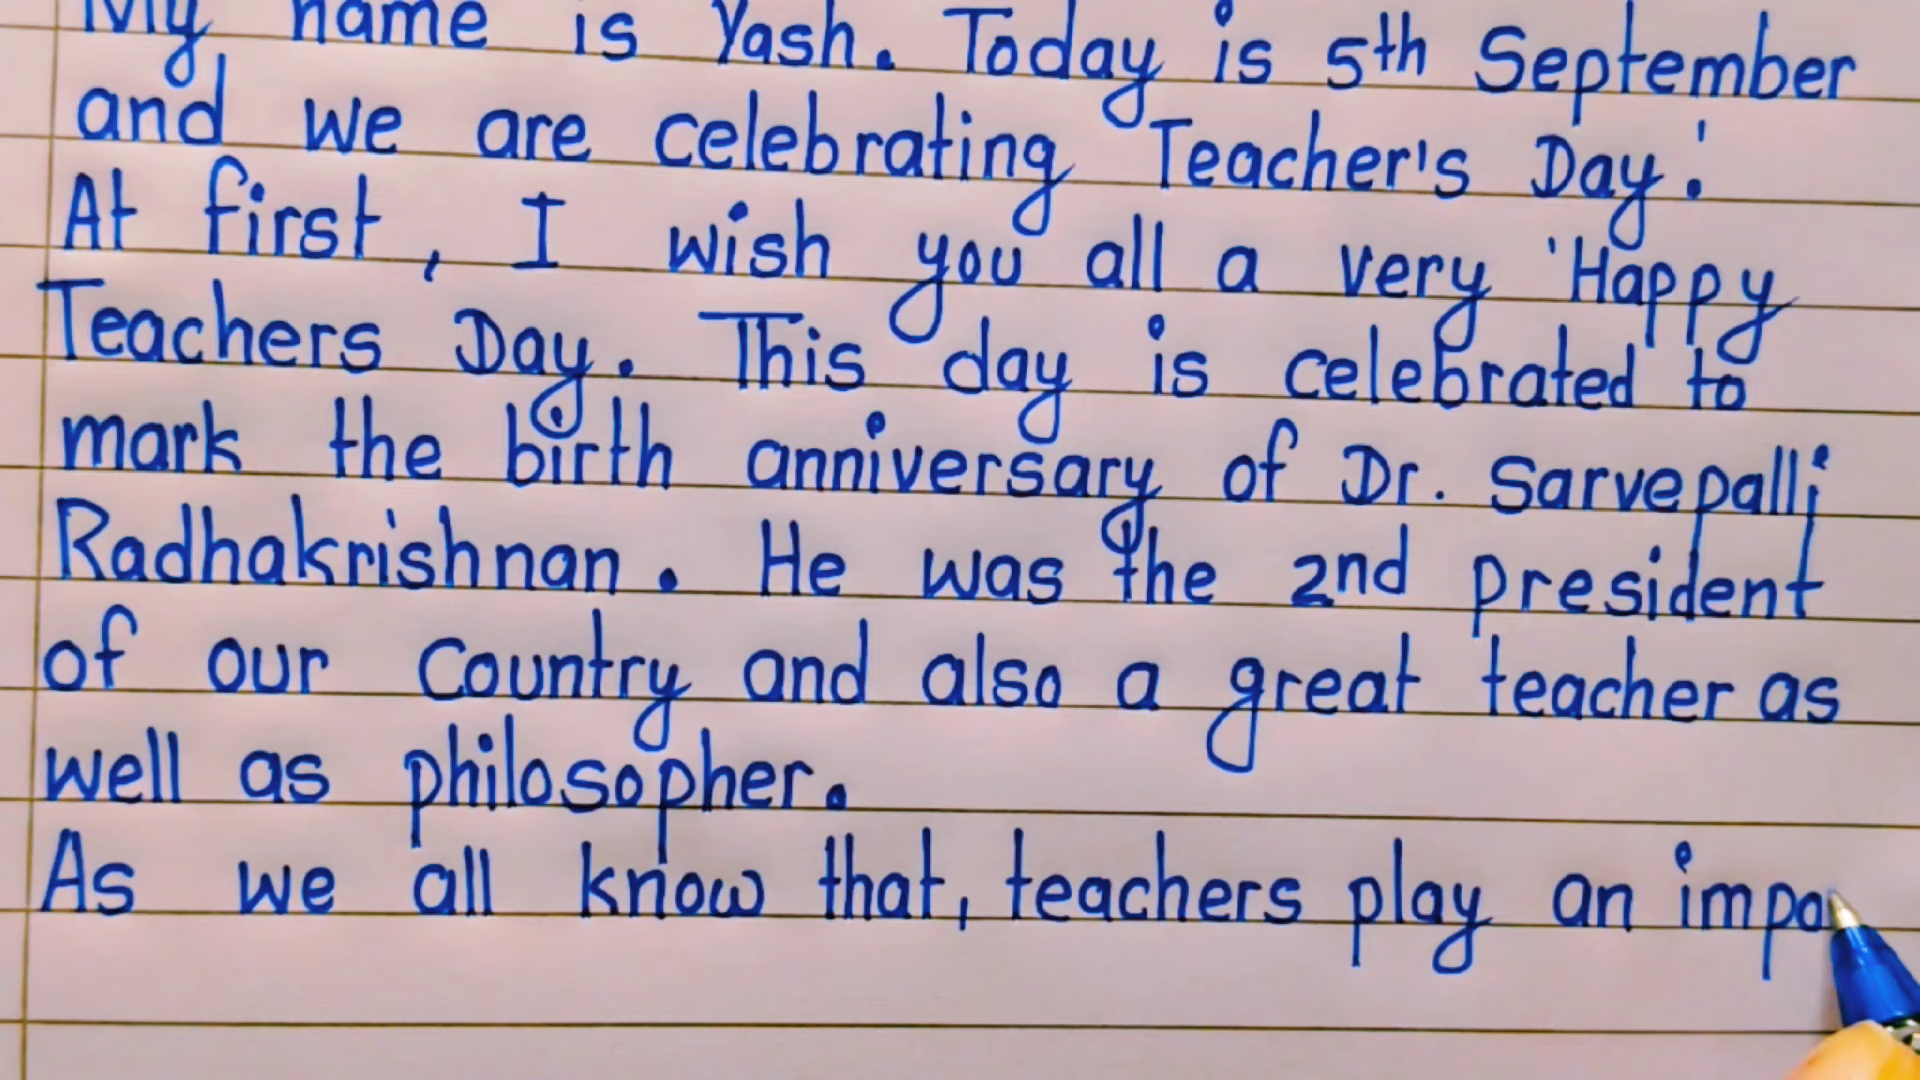 My name is Yash. Today is 5th September
and we are celebrating Teacher's Day.'
At first, I wish you all a very 'Happy
Teachers Day. This day is celebrated to
mark the birth anniversary of Dr. Sarvepalli
Radhakrishnan. He was the 2nd president
of our Country and also a great teacher as
well as philosopher.
As we all know that, teachers play an impo